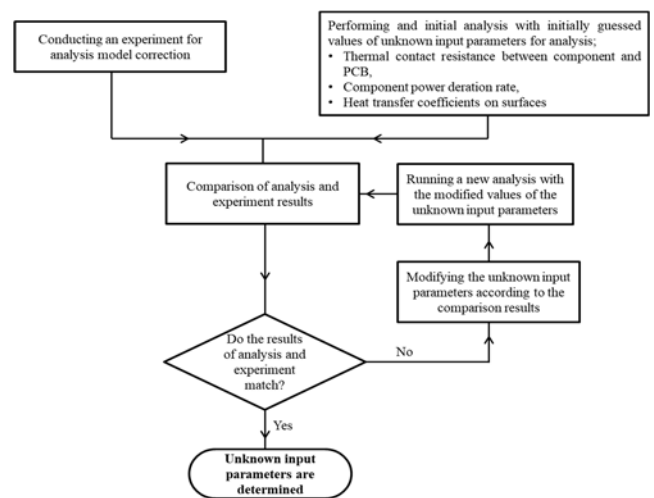 Conducting an experiment for
analysis model correction
Performing and initial analysis with initially guessed
values of unknown input parameters for analysis;
• Thermal contact resistance between component and
PCB,
• Component power deration rate,
• Heat transfer coefficients on surfaces
Comparison of analysis and
experiment results
Running a new analysis with
the modified values of the
unknown input parameters
Modifying the unknown input
parameters according to the
comparison results
Do the results
of analysis and
experiment
match?
No
Yes
Unknown input
parameters are
determined